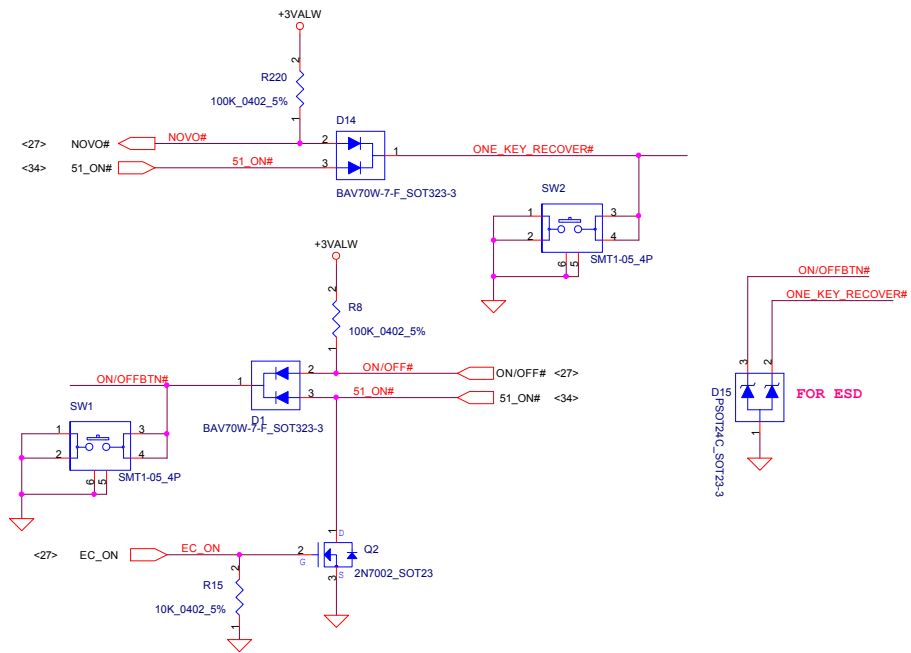 +3VALW
2
R220
100K_0402_5%
1
D14
<27> NOVO# NOVO# 2
1 ONE_KEY_RECOVER#
<34> 51_ON# 51_ON# 3
BAV70W-7-F_SOT323-3
SW2
1 3
2 4
6 5
SMT1-05_4P
+3VALW
2
R8
100K_0402_5%
1
ON/OFFBTN#
ONE_KEY_RECOVER#
3 2
D15
PSOT24C_SOT23-3
FOR ESD
1
2 ON/OFF# ON/OFF# <27>
ON/OFFBTN# 1
3 51_ON# 51_ON# <34>
D1
BAV70W-7-F_SOT323-3
SW1
1 3
2 4
6 5
SMT1-05_4P
1 D
<27> EC_ON EC_ON 2 G
Q2
2N7002_SOT23
3 S
2
R15
10K_0402_5%
1